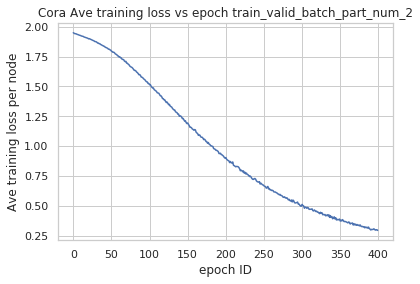 Cora Ave training loss vs epoch train_valid_batch_part_num_2
2.00
1.75
1.50
1.25
1.00
0.75
0.50
0.25
Ave training loss per node
0 50 100 150 200 250 300 350 400
epoch ID